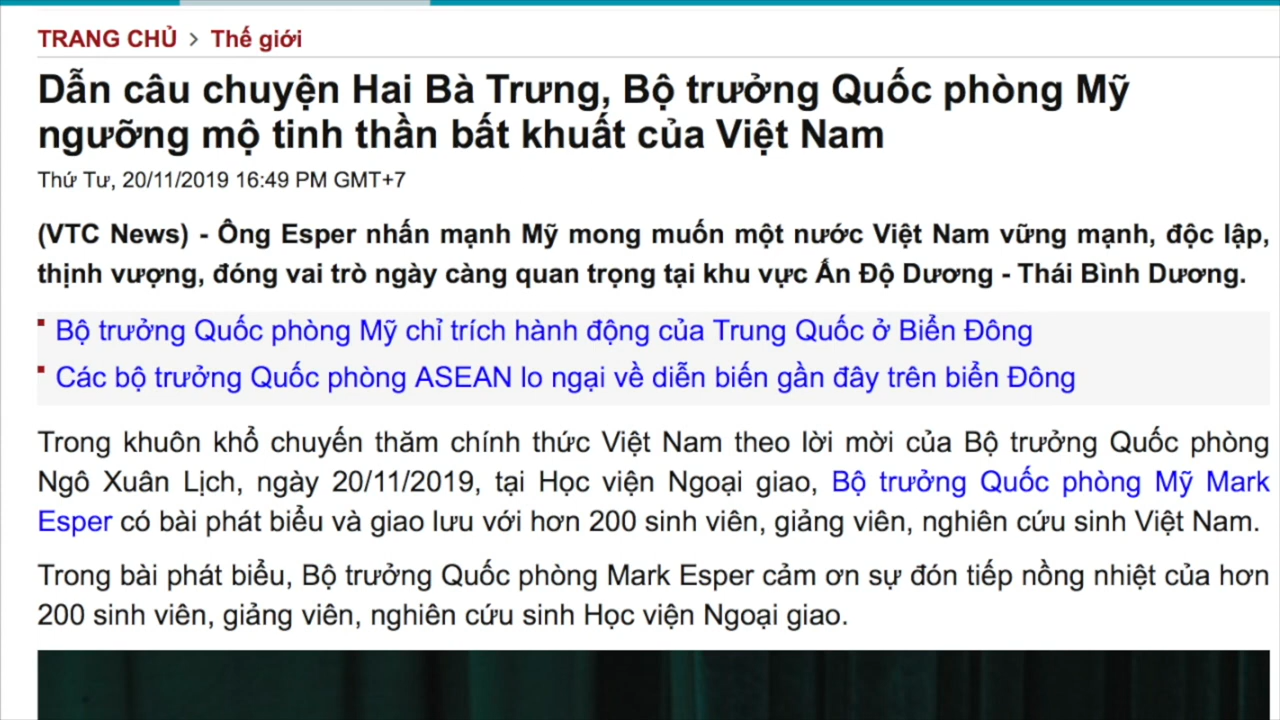 TRANG CHỦ > Thế giới
Dẫn câu chuyện Hai Bà Trưng, Bộ trưởng Quốc phòng Mỹ
ngưỡng mộ tinh thần bất khuất của Việt Nam
Thứ Tư, 20/11/2019 16:49 PM GMT+7
(VTC News) - Ông Esper nhấn mạnh Mỹ mong muốn một nước Việt Nam vững mạnh, độc lập,
thịnh vượng, đóng vai trò ngày càng quan trọng tại khu vực Ấn Độ Dương - Thái Bình Dương.
Bộ trưởng Quốc phòng Mỹ chỉ trích hành động của Trung Quốc ở Biển Đông
Các bộ trưởng Quốc phòng ASEAN lo ngại về diễn biến gần đây trên biển Đông
Trong khuôn khổ chuyến thăm chính thức Việt Nam theo lời mời của Bộ trưởng Quốc phòng
Ngô Xuân Lịch, ngày 20/11/2019, tại Học viện Ngoại giao, Bộ trưởng Quốc phòng Mỹ Mark
Esper có bài phát biểu và giao lưu với hơn 200 sinh viên, giảng viên, nghiên cứu sinh Việt Nam.
Trong bài phát biểu, Bộ trưởng Quốc phòng Mark Esper cảm ơn sự đón tiếp nồng nhiệt của hơn
200 sinh viên, giảng viên, nghiên cứu sinh Học viện Ngoại giao.